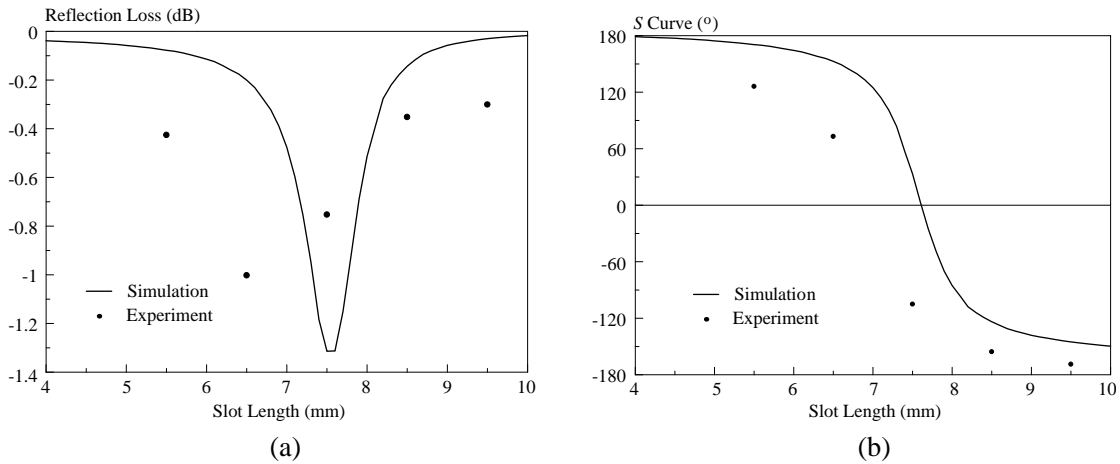 Reflection Loss (dB)
0
-0.2
-0.4
-0.6
-0.8
-1
-1.2
-1.4
4 5 6 7 8 9 10
Slot Length (mm)
Simulation
Experiment
(a)
S Curve (°)
180
120
60
0
-60
-120
-180
4 5 6 7 8 9 10
Slot Length (mm)
Simulation
Experiment
(b)